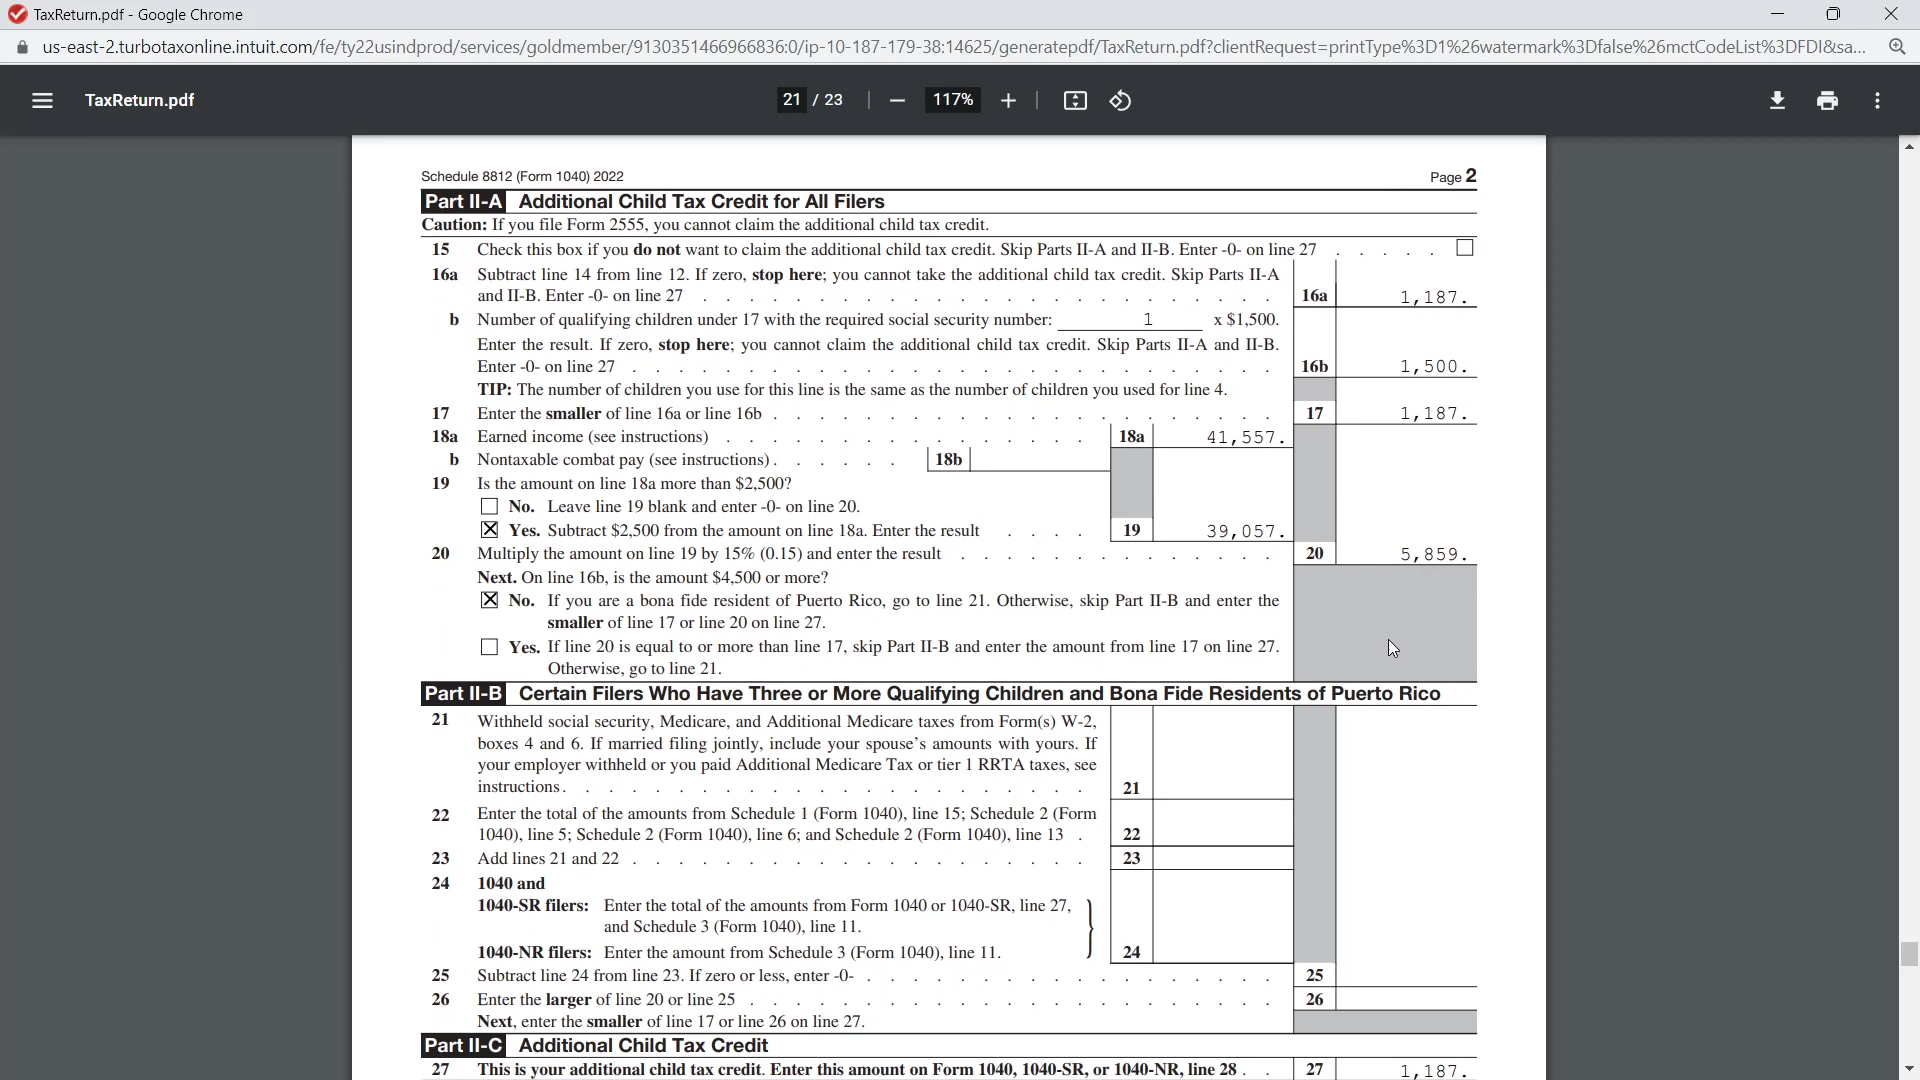 TaxReturn.pdf - Google Chrome
us-east-2.turbotaxonline.intuit.com/fe/ty22usindprod/services/goldmember/9130351466966836:0/ip-10-187-179-38:14625/generatepdf/TaxReturn.pdf?clientRequest=printType%3D1%26watermark%3Dfalse%26mctCodeList%3DFDI&sa...
TaxReturn.pdf 21 / 23 117%
Schedule 8812 (Form 1040) 2022 Page 2
Part II-A Additional Child Tax Credit for All Filers
Caution: If you file Form 2555, you cannot claim the additional child tax credit.
15 Check this box if you do not want to claim the additional child tax credit. Skip Parts II-A and II-B. Enter -0- on line 27 . . . . .
16a Subtract line 14 from line 12. If zero, stop here; you cannot take the additional child tax credit. Skip Parts II-A
and II-B. Enter -0- on line 27 . . . . . . . . . . . . . . . . . . . . . . . . . 16a 1,187.
b Number of qualifying children under 17 with the required social security number: 1 x $1,500.
Enter the result. If zero, stop here; you cannot claim the additional child tax credit. Skip Parts II-A and II-B.
Enter -0- on line 27 . . . . . . . . . . . . . . . . . . . . . . . . . . . . 16b 1,500.
TIP: The number of children you use for this line is the same as the number of children you used for line 4.
17 Enter the smaller of line 16a or line 16b . . . . . . . . . . . . . . . . . . . . . . 17 1,187.
18a Earned income (see instructions) . . . . . . . . . . . . . . . . 18a 41,557.
b Nontaxable combat pay (see instructions) . . . . . . 18b
19 Is the amount on line 18a more than $2,500?
No. Leave line 19 blank and enter -0- on line 20.
Yes. Subtract $2,500 from the amount on line 18a. Enter the result . . . . 19 39,057.
20 Multiply the amount on line 19 by 15% (0.15) and enter the result . . . . . . . . . . . . . . 20 5,859.
Next. On line 16b, is the amount $4,500 or more?
No. If you are a bona fide resident of Puerto Rico, go to line 21. Otherwise, skip Part II-B and enter the
smaller of line 17 or line 20 on line 27.
Yes. If line 20 is equal to or more than line 17, skip Part II-B and enter the amount from line 17 on line 27.
Otherwise, go to line 21.
Part II-B Certain Filers Who Have Three or More Qualifying Children and Bona Fide Residents of Puerto Rico
21 Withheld social security, Medicare, and Additional Medicare taxes from Form(s) W-2,
boxes 4 and 6. If married filing jointly, include your spouse's amounts with yours. If
your employer withheld or you paid Additional Medicare Tax or tier 1 RRTA taxes, see
instructions . . . . . . . . . . . . . . . . . . . . . . . 21
22 Enter the total of the amounts from Schedule 1 (Form 1040), line 15; Schedule 2 (Form
1040), line 5; Schedule 2 (Form 1040), line 6; and Schedule 2 (Form 1040), line 13 . 22
23 Add lines 21 and 22 . . . . . . . . . . . . . . . . . . . . 23
24 1040 and
1040-SR filers: Enter the total of the amounts from Form 1040 or 1040-SR, line 27,
and Schedule 3 (Form 1040), line 11.
1040-NR filers: Enter the amount from Schedule 3 (Form 1040), line 11. 24
25 Subtract line 24 from line 23. If zero or less, enter -0- . . . . . . . . . . . . . . . . . . 25
26 Enter the larger of line 20 or line 25 . . . . . . . . . . . . . . . . . . . . . . . 26
Next, enter the smaller of line 17 or line 26 on line 27.
Part II-C Additional Child Tax Credit
27 This is your additional child tax credit. Enter this amount on Form 1040, 1040-SR, or 1040-NR, line 28 . . 27 1,187.